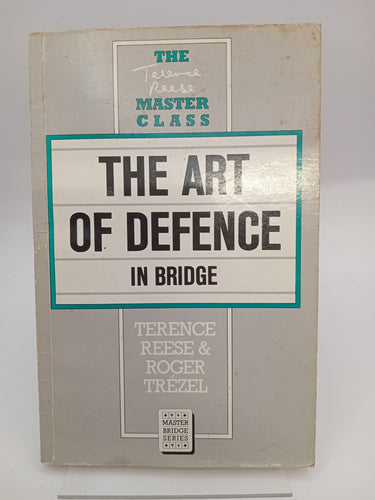 THE
Terence
Reese
MASTER
CLASS
THE ART
OF DEFENCE
IN BRIDGE
TERENCE
REESE &
ROGER
TRÉZEL
MASTER
BRIDGE
SERIES